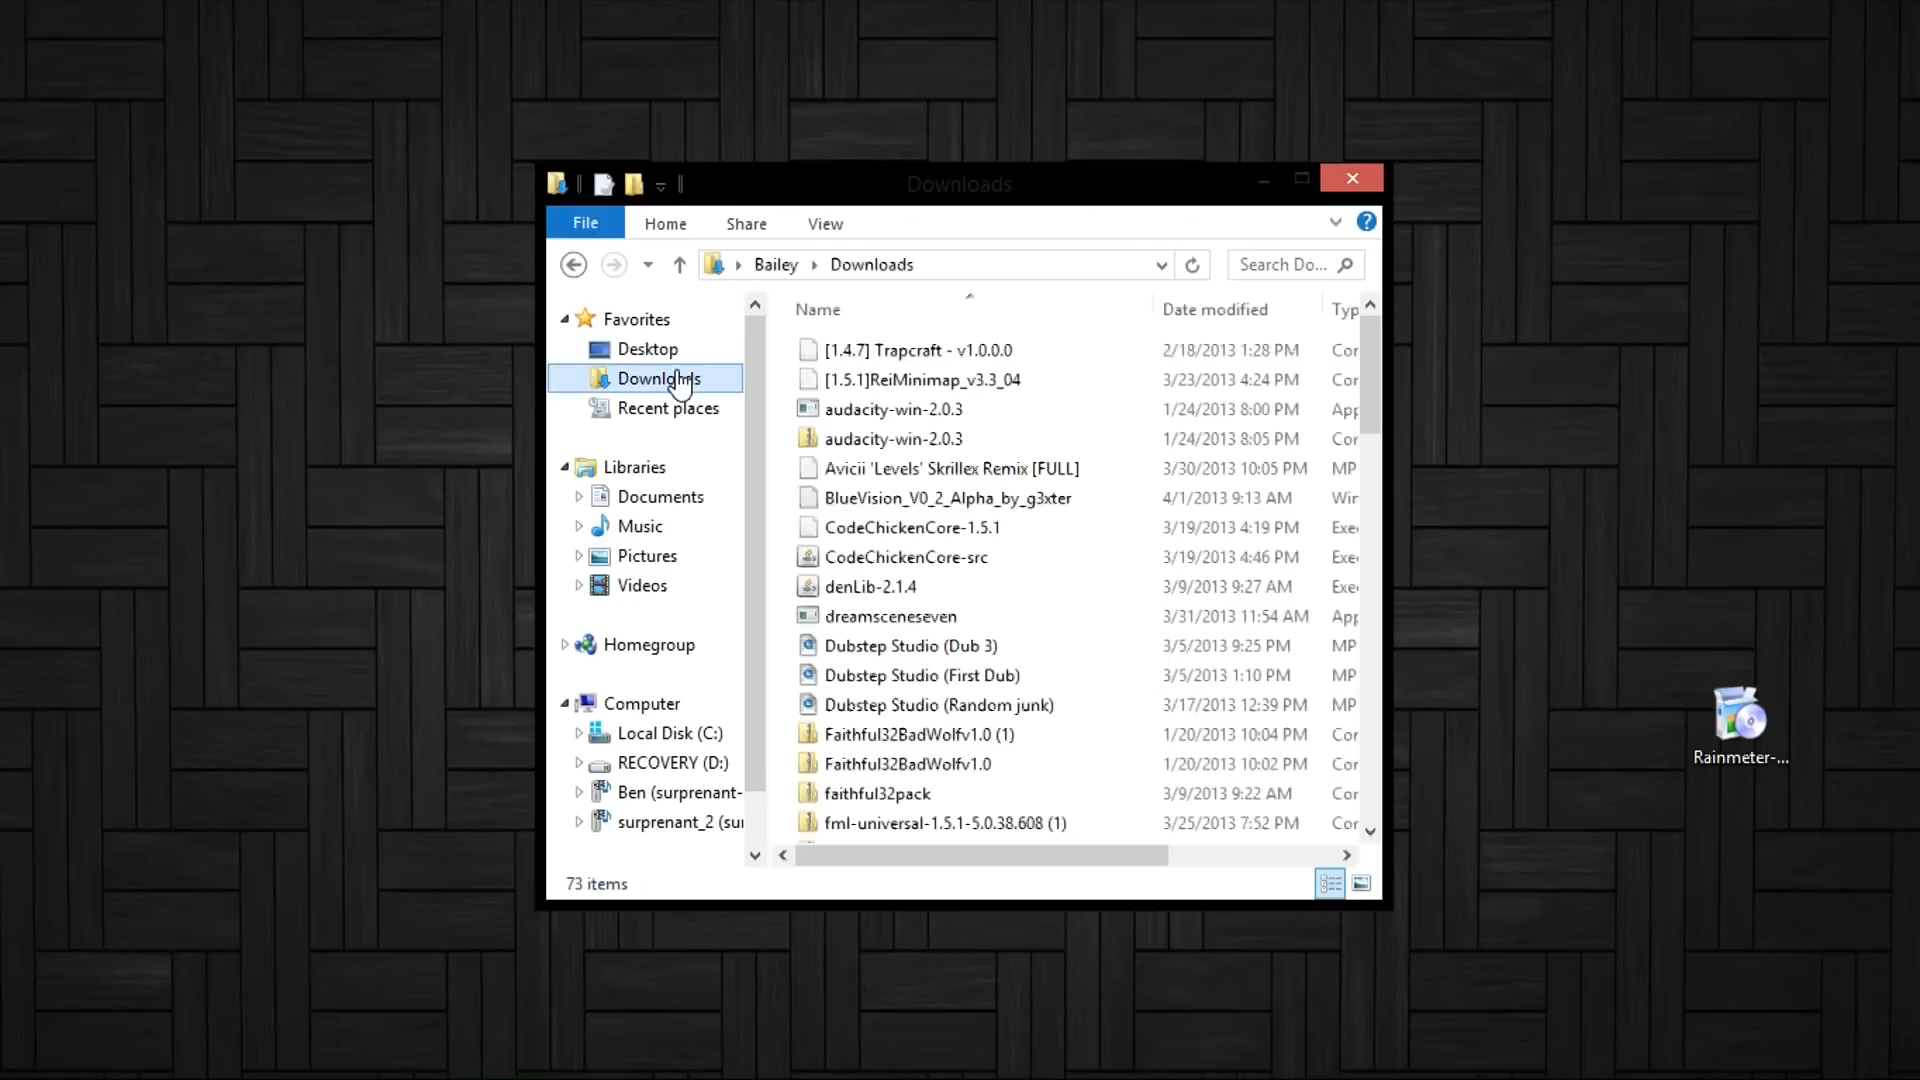 Downloads
File Home Share View
Bailey Downloads Search Do...
Favorites
Desktop
Downloads
Recent places
Libraries
Documents
Music
Pictures
Videos
Homegroup
Computer
Local Disk (C:)
RECOVERY (D:)
Ben (surprenant-
surprenant_2 (sur
Name Date modified Typ
[1.4.7] Trapcraft - v1.0.0.0 2/18/2013 1:28 PM Cor
[1.5.1]ReiMinimap_v3.3_04 3/23/2013 4:24 PM Cor
audacity-win-2.0.3 1/24/2013 8:00 PM App
audacity-win-2.0.3 1/24/2013 8:05 PM Cor
Avicii 'Levels' Skrillex Remix [FULL] 3/30/2013 10:05 PM MP
BlueVision_V0_2_Alpha_by_g3xter 4/1/2013 9:13 AM Wir
CodeChickenCore-1.5.1 3/19/2013 4:19 PM Exe
CodeChickenCore-src 3/19/2013 4:46 PM Exe
denLib-2.1.4 3/9/2013 9:27 AM Exe
dreamsceneseven 3/31/2013 11:54 AM App
Dubstep Studio (Dub 3) 3/5/2013 9:25 PM MP
Dubstep Studio (First Dub) 3/5/2013 1:10 PM MP
Dubstep Studio (Random junk) 3/17/2013 12:39 PM MP
Faithful32BadWolfv1.0 (1) 1/20/2013 10:04 PM Cor
Faithful32BadWolfv1.0 1/20/2013 10:02 PM Cor
faithful32pack 3/9/2013 9:22 AM Cor
fml-universal-1.5.1-5.0.38.608 (1) 3/25/2013 7:52 PM Cor
73 items
Rainmeter-...